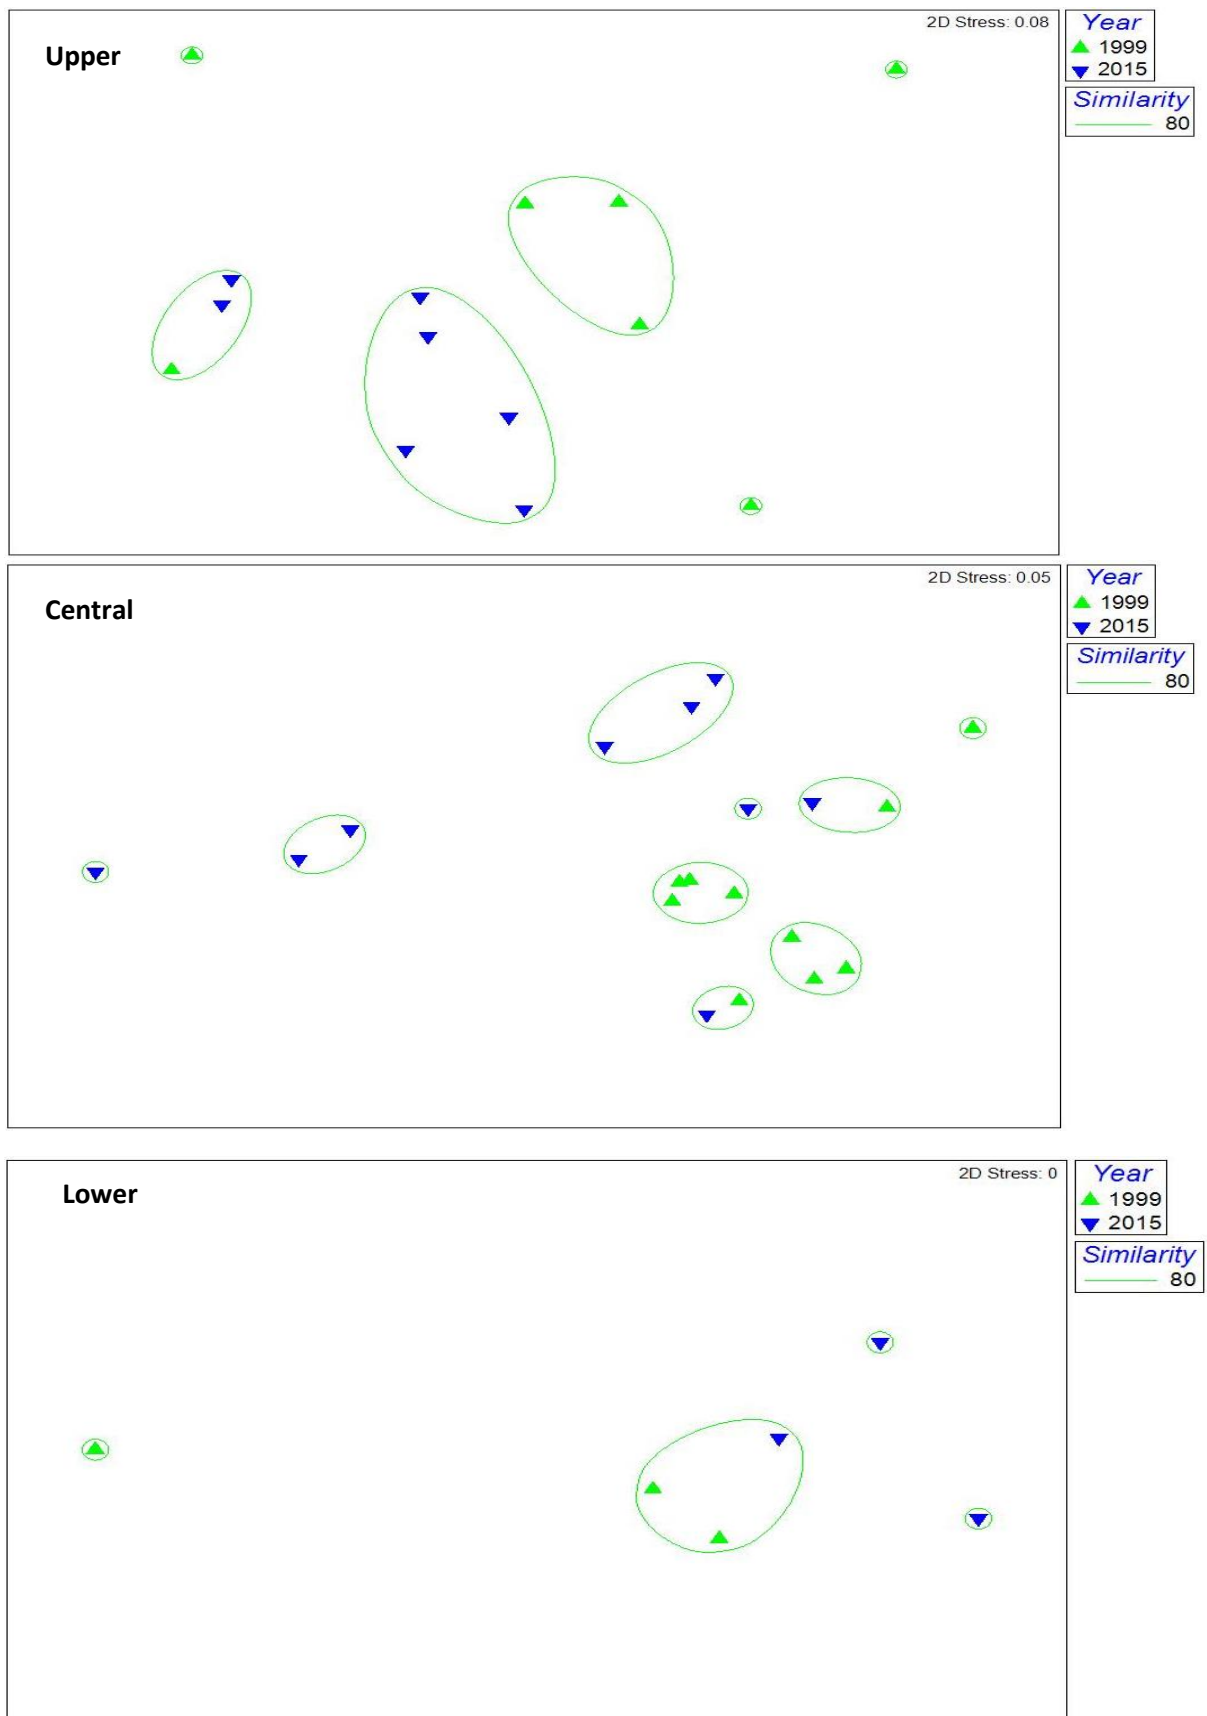 2D Stress: 0.08
Upper
Year
1999
2015
Similarity
80
2D Stress: 0.05
Central
Year
1999
2015
Similarity
80
2D Stress: 0
Lower
Year
1999
2015
Similarity
80